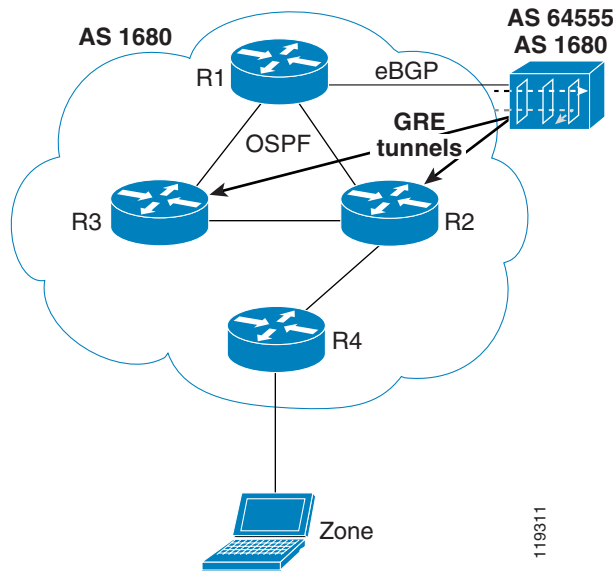 AS 1680
AS 64555
AS 1680
R1
eBGP
GRE
tunnels
OSPF
R3
R2
R4
Zone
119311